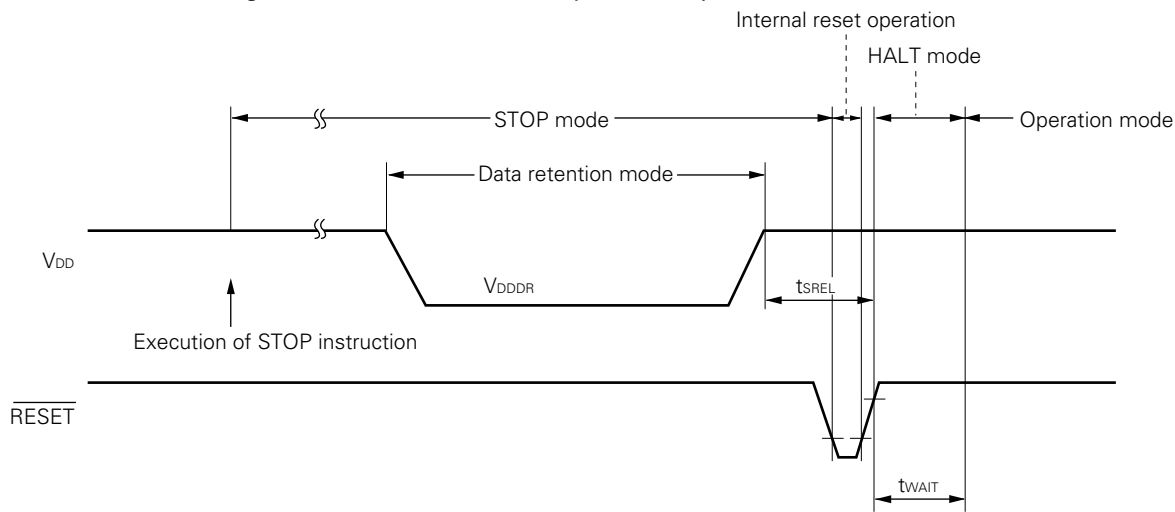 Internal reset operation
HALT mode
STOP mode
Operation mode
Data retention mode
VDD
VDDDR
tSREL
Execution of STOP instruction
RESET
tWAIT